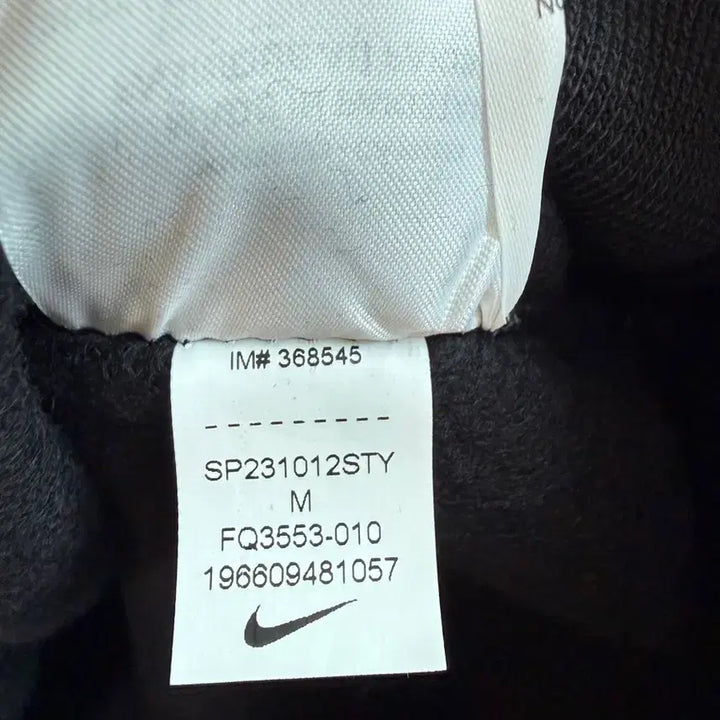 IM# 368545
---------
SP231012STY
M
FQ3553-010
196609481057